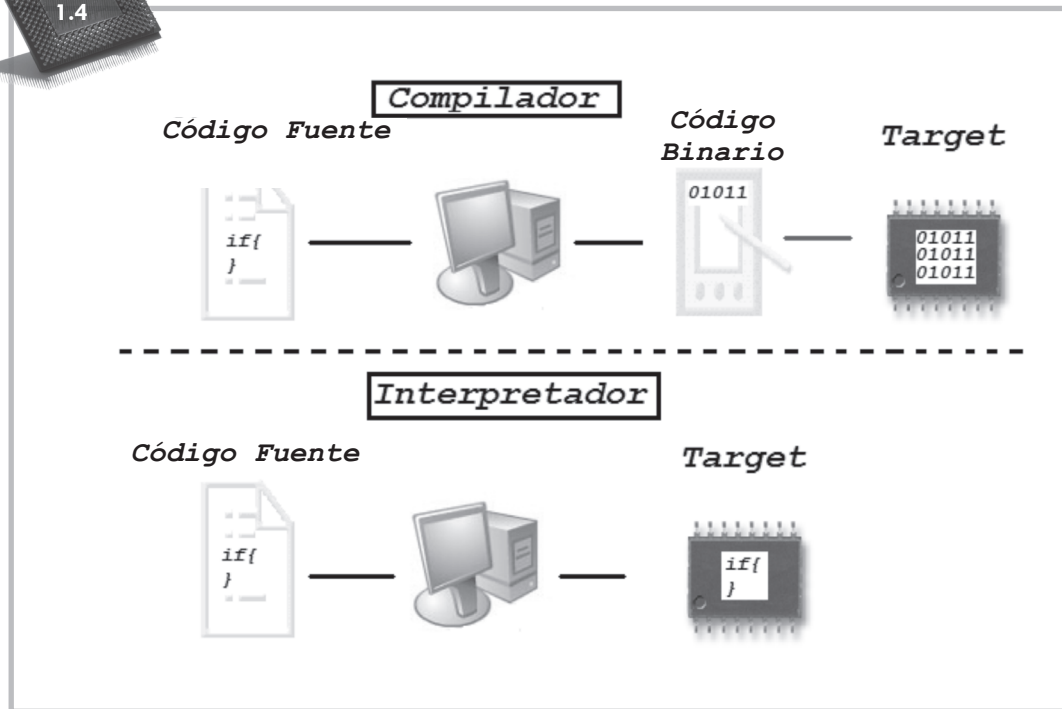 1.4
Compilador
Código Fuente
Código
Binario
Target
if{
}
01011
01011
01011
01011
Interpretador
Código Fuente
Target
if{
}
if{
}